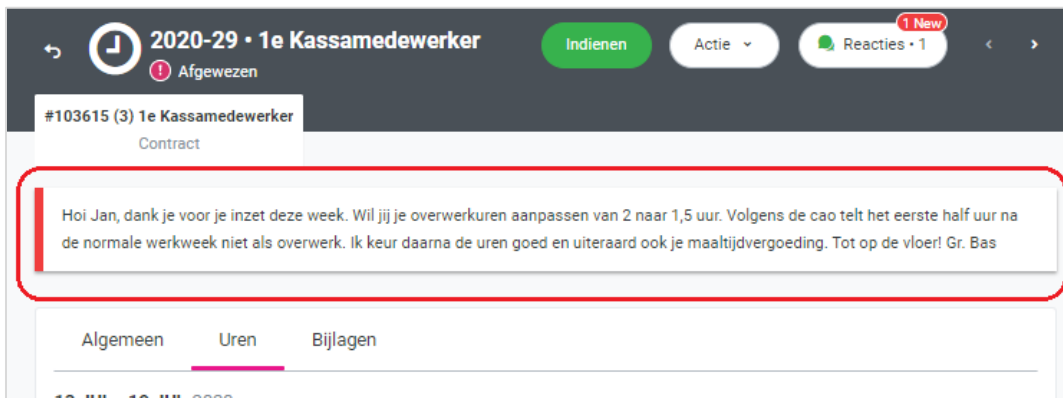 2020-29 • 1e Kassamedewerker
Afgewezen
Indienen
Actie
1 New
Reacties • 1
#103615 (3) 1e Kassamedewerker
Contract
Hoi Jan, dank je voor je inzet deze week. Wil jij je overwerkuren aanpassen van 2 naar 1,5 uur. Volgens de cao telt het eerste half uur na
de normale werkweek niet als overwerk. Ik keur daarna de uren goed en uiteraard ook je maaltijdvergoeding. Tot op de vloer! Gr. Bas
Algemeen Uren Bijlagen